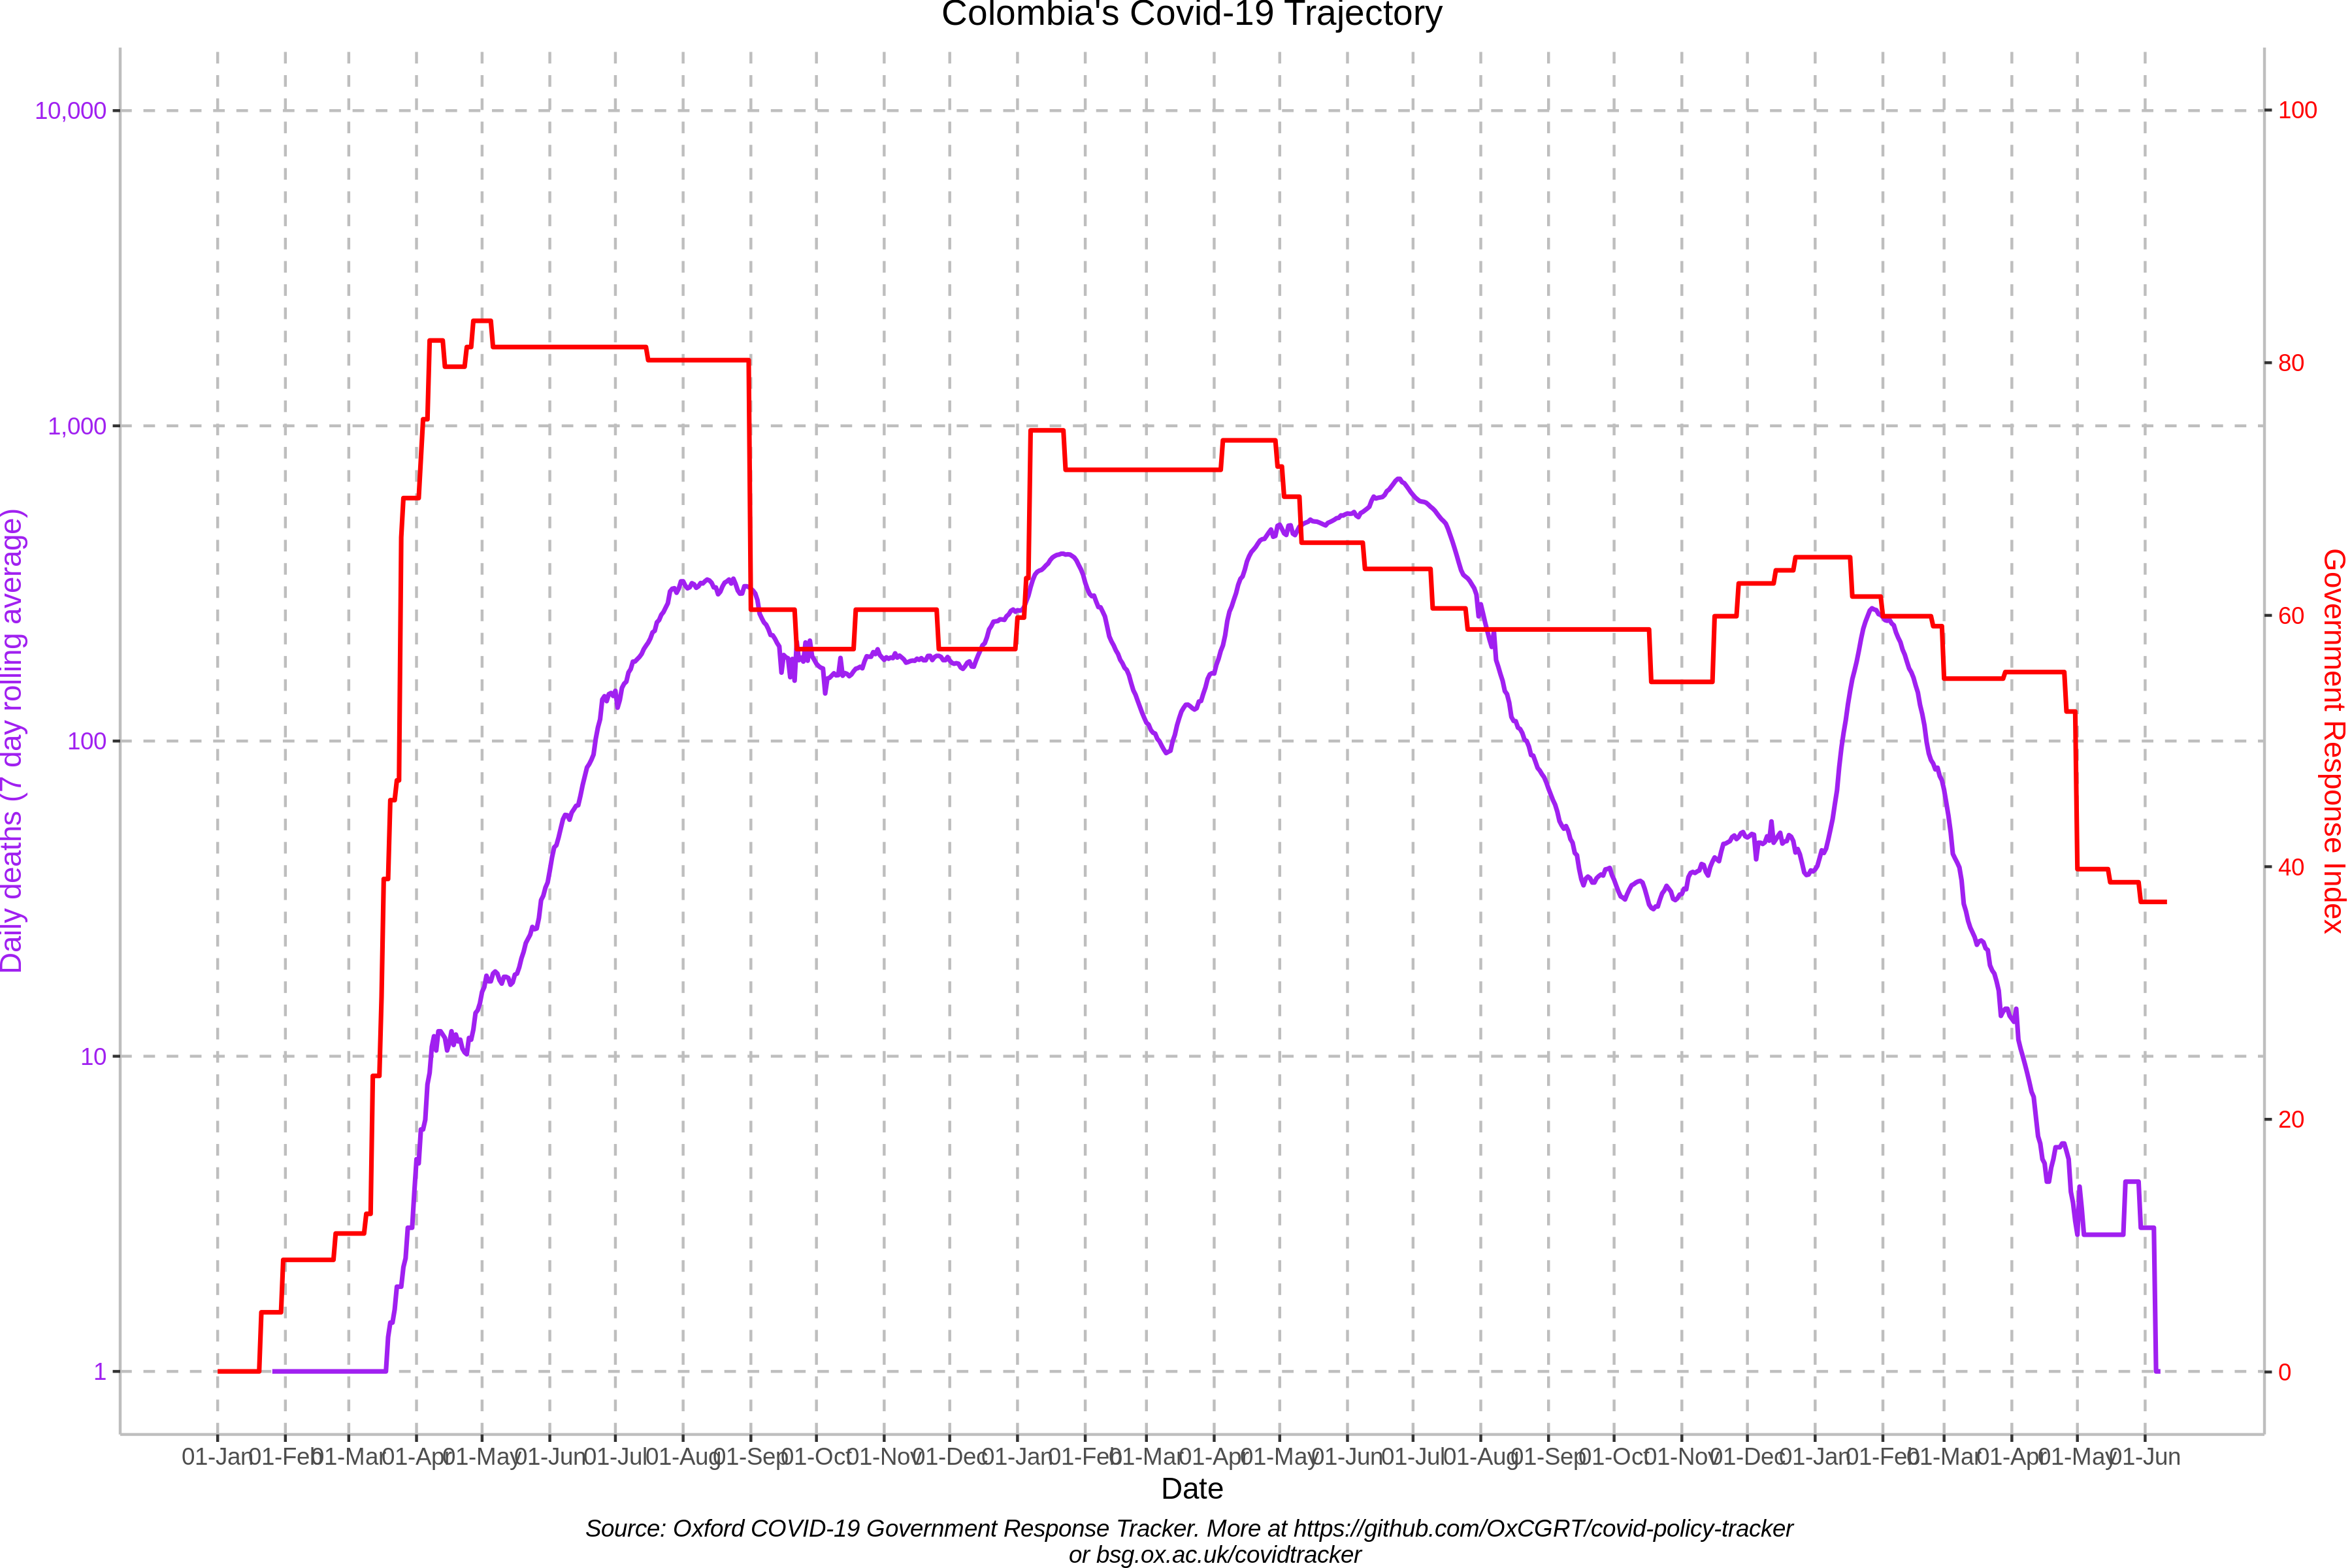 Colombia's Covid-19 Trajectory
10,000
1,000
100
10
1
Daily deaths (7 day rolling average)
100
80
60
40
20
0
Government Response Index
01-Jan 01-Feb 01-Mar 01-Apr 01-May 01-Jun 01-Jul 01-Aug 01-Sep 01-Oct 01-Nov 01-Dec 01-Jan 01-Feb 01-Mar 01-Apr 01-May 01-Jun 01-Jul 01-Aug 01-Sep 01-Oct 01-Nov 01-Dec 01-Jan 01-Feb 01-Mar 01-Apr 01-May 01-Jun
Date
Source: Oxford COVID-19 Government Response Tracker. More at https://github.com/OxCGRT/covid-policy-tracker
or bsg.ox.ac.uk/covidtracker